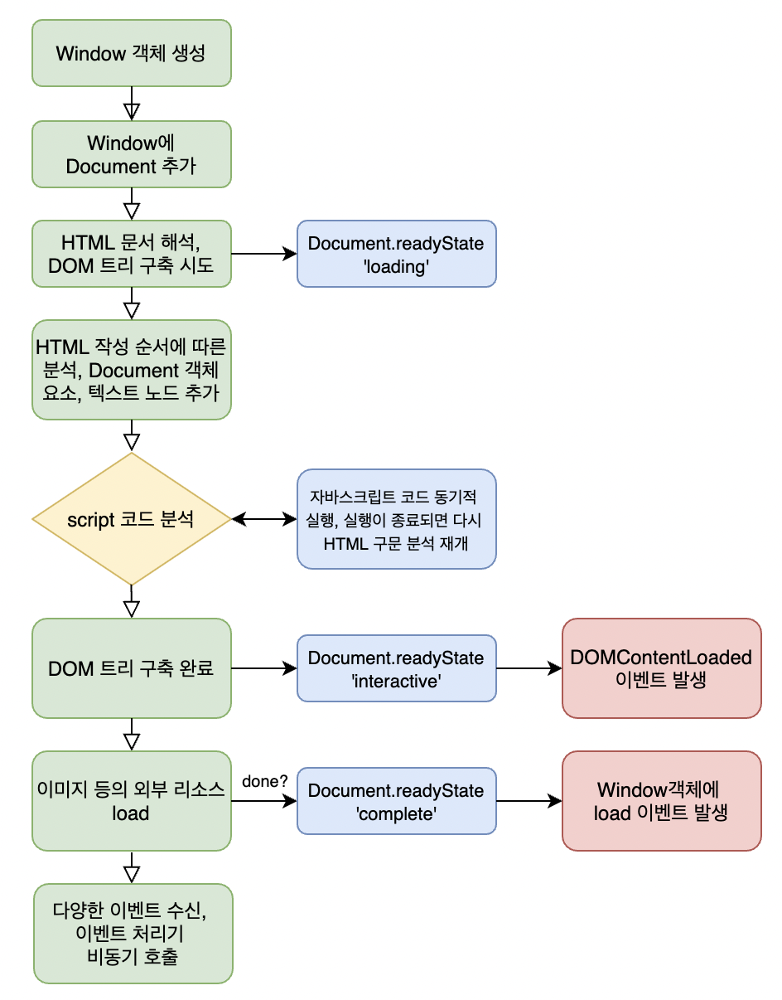 Window 객체 생성
Window에
Document 추가
HTML 문서 해석,
DOM 트리 구축 시도
Document.readyState
'loading'
HTML 작성 순서에 따른
분석, Document 객체
요소, 텍스트 노드 추가
script 코드 분석
자바스크립트 코드 동기적
실행, 실행이 종료되면 다시
HTML 구문 분석 재개
DOM 트리 구축 완료
Document.readyState
'interactive'
DOMContentLoaded
이벤트 발생
이미지 등의 외부 리소스
load
done?
Document.readyState
'complete'
Window객체에
load 이벤트 발생
다양한 이벤트 수신,
이벤트 처리기
비동기 호출